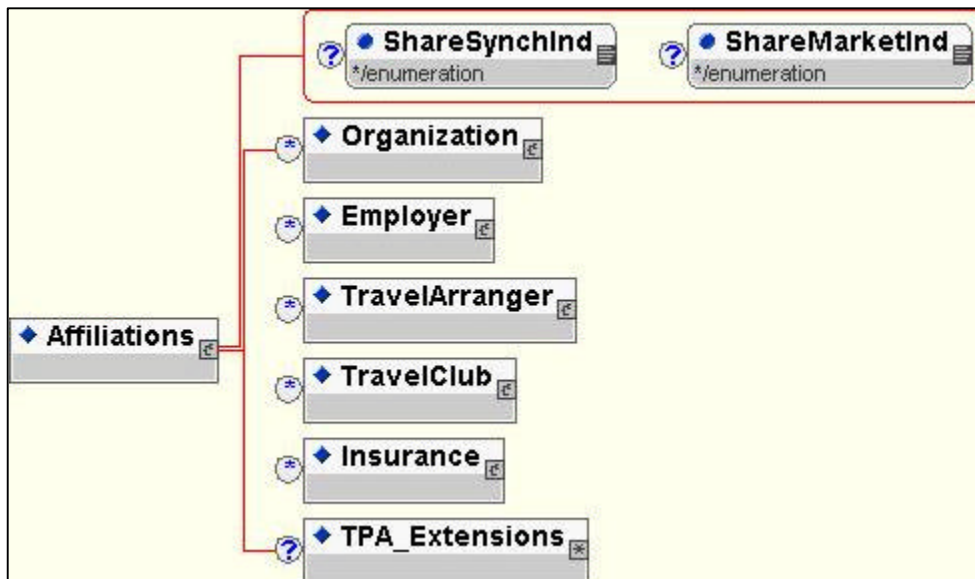 ? ShareSynchInd ? ShareMarketInd
*/enumeration */enumeration
* Organization
* Employer
* TravelArranger
Affiliations
* TravelClub
* Insurance
? TPA_Extensions *